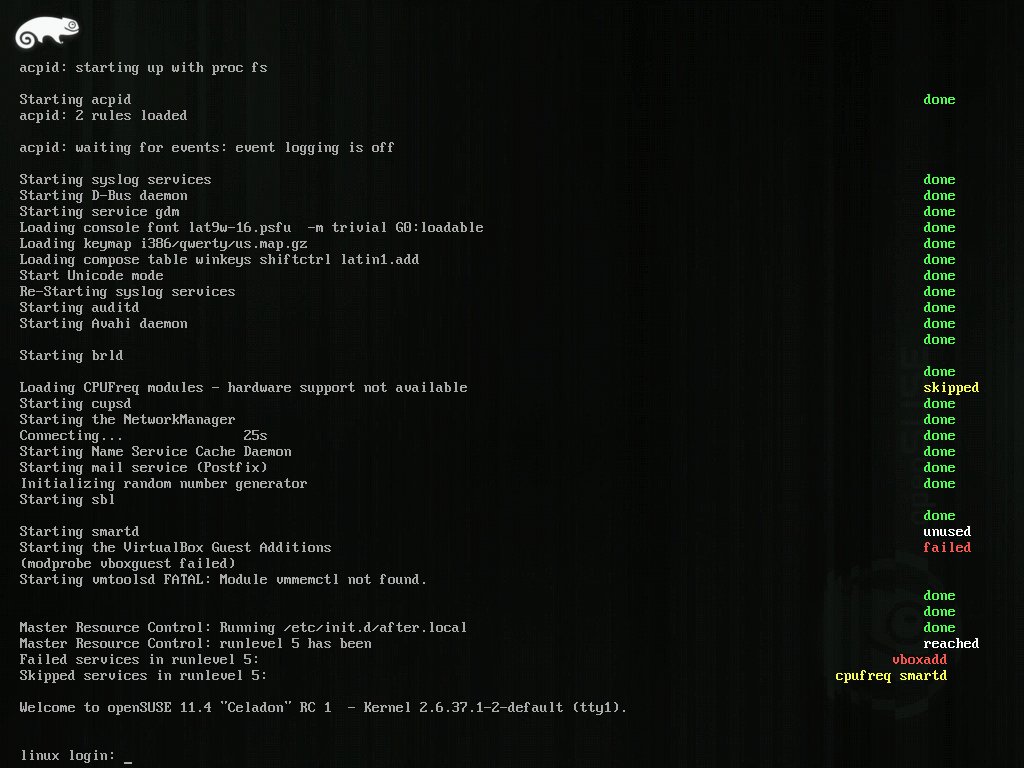 acpid: starting up with proc fs
Starting acpid done
acpid: 2 rules loaded
acpid: waiting for events: event logging is off
Starting syslog services done
Starting D-Bus daemon done
Starting service gdm done
Loading console font lat9w-16.psfu  -m trivial G0:loadable done
Loading keymap i386/qwerty/us.map.gz done
Loading compose table winkeys shiftctrl latin1.add done
Start Unicode mode done
Re-Starting syslog services done
Starting auditd done
Starting Avahi daemon done
done
Starting brld
done
Loading CPUFreq modules - hardware support not available skipped
Starting cupsd done
Starting the NetworkManager done
Connecting... 25s done
Starting Name Service Cache Daemon done
Starting mail service (Postfix) done
Initializing random number generator done
Starting sbl
done
Starting smartd unused
Starting the VirtualBox Guest Additions failed
(modprobe vboxguest failed)
Starting vmtoolsd FATAL: Module vmmemctl not found.
done
done
Master Resource Control: Running /etc/init.d/after.local done
Master Resource Control: runlevel 5 has been reached
Failed services in runlevel 5: vboxadd
Skipped services in runlevel 5: cpufreq smartd
Welcome to openSUSE 11.4 "Celadon" RC 1  - Kernel 2.6.37.1-2-default (tty1).
linux login: _